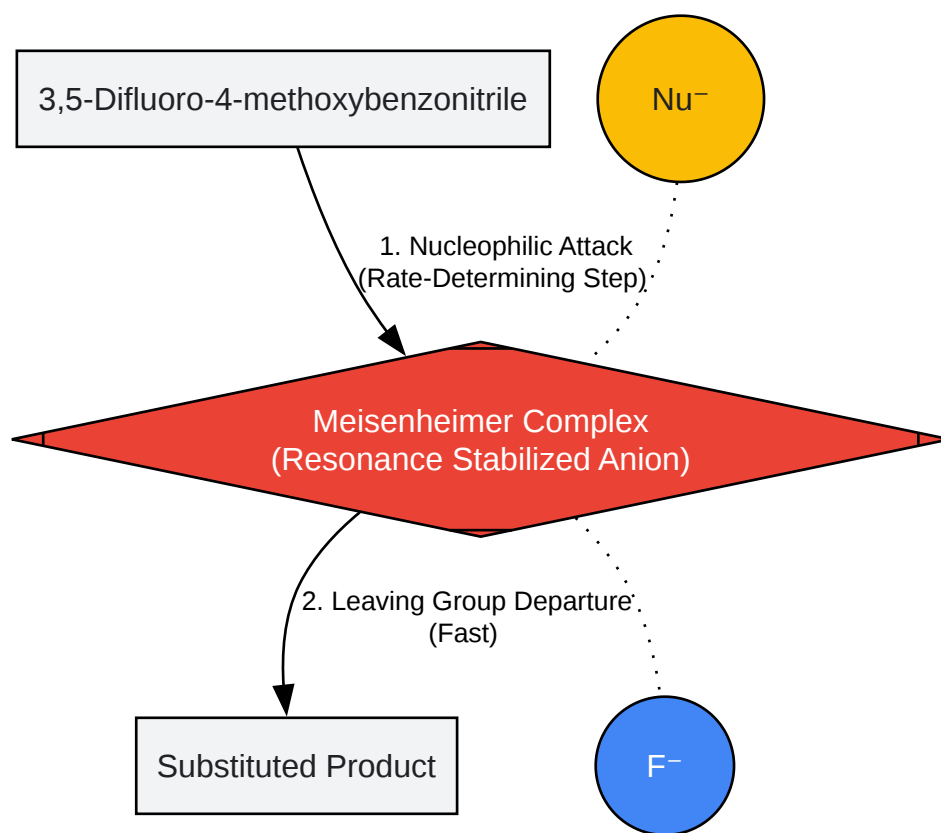 3,5-Difluoro-4-methoxybenzonitrile
Nu⁻
1. Nucleophilic Attack
(Rate-Determining Step)
Meisenheimer Complex
(Resonance Stabilized Anion)
2. Leaving Group Departure
(Fast)
Substituted Product
F⁻